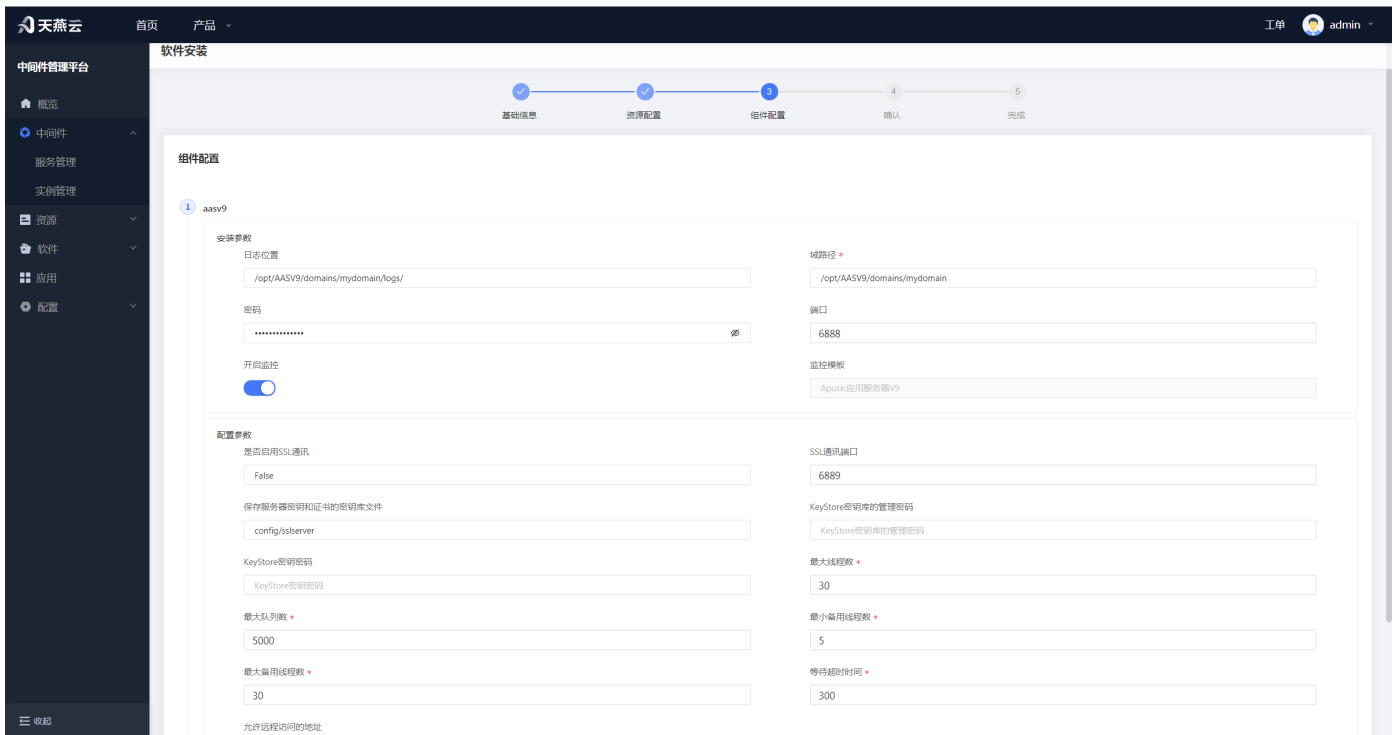 天燕云 首页 产品 工单 admin
中间件管理平台
概览
中间件
服务管理
实例管理
资源
软件
应用
配置
收起
软件安装
3 4 5
基础信息 资源配置 组件配置 确认 完成
组件配置
1 aasv9
安装参数
日志位置 域路径 *
/opt/AASV9/domains/mydomain/logs/ /opt/AASV9/domains/mydomain
密码 端口
••••••••••••• 6888
开启监控 监控模板
Apusic应用服务器V9
配置参数
是否启用SSL通讯 SSL通讯端口
False 6889
保存服务器密钥和证书的密钥库文件 KeyStore密钥库的管理密码
config/sslserver KeyStore密钥库的管理密码
KeyStore密钥密码 最大线程数 *
KeyStore密钥密码 30
最大队列数 * 最小备用线程数 *
5000 5
最大备用线程数 * 等待超时时间 *
30 300
允许远程访问的地址